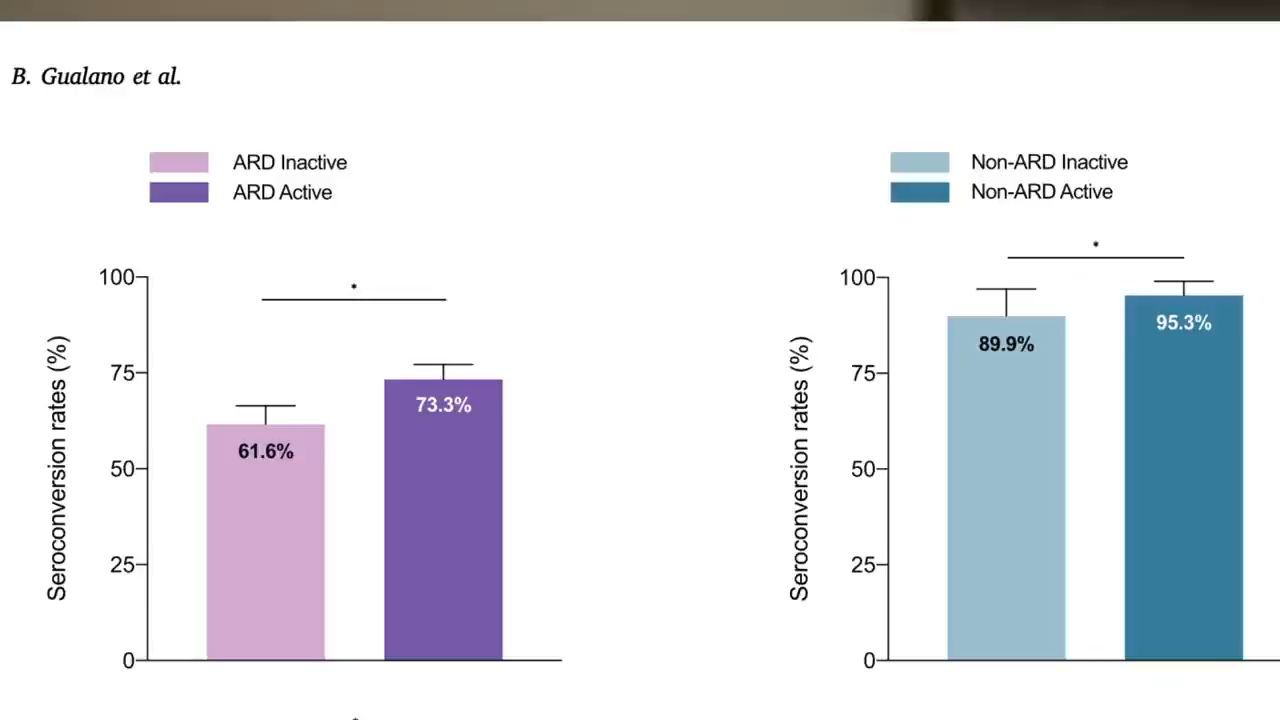 B. Gualano et al.
ARD Inactive
ARD Active
*
100
75
50
25
0
Seroconversion rates (%)
61.6%
73.3%
Non-ARD Inactive
Non-ARD Active
*
100
75
50
25
0
Seroconversion rates (%)
89.9%
95.3%
*